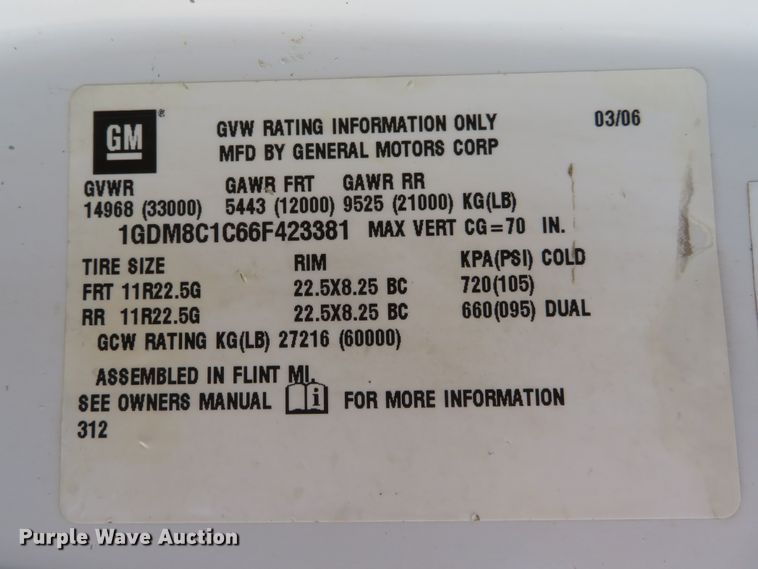 GM® GVW RATING INFORMATION ONLY 03/06
MFD BY GENERAL MOTORS CORP
GVWR GAWR FRT GAWR RR
14968 (33000) 5443 (12000) 9525 (21000) KG(LB)
1GDM8C1C66F423381 MAX VERT CG=70 IN.
TIRE SIZE RIM KPA(PSI) COLD
FRT 11R22.5G 22.5X8.25 BC 720(105)
RR 11R22.5G 22.5X8.25 BC 660(095) DUAL
GCW RATING KG(LB) 27216 (60000)
ASSEMBLED IN FLINT MI.
SEE OWNERS MANUAL i FOR MORE INFORMATION
312
Purple Wave Auction